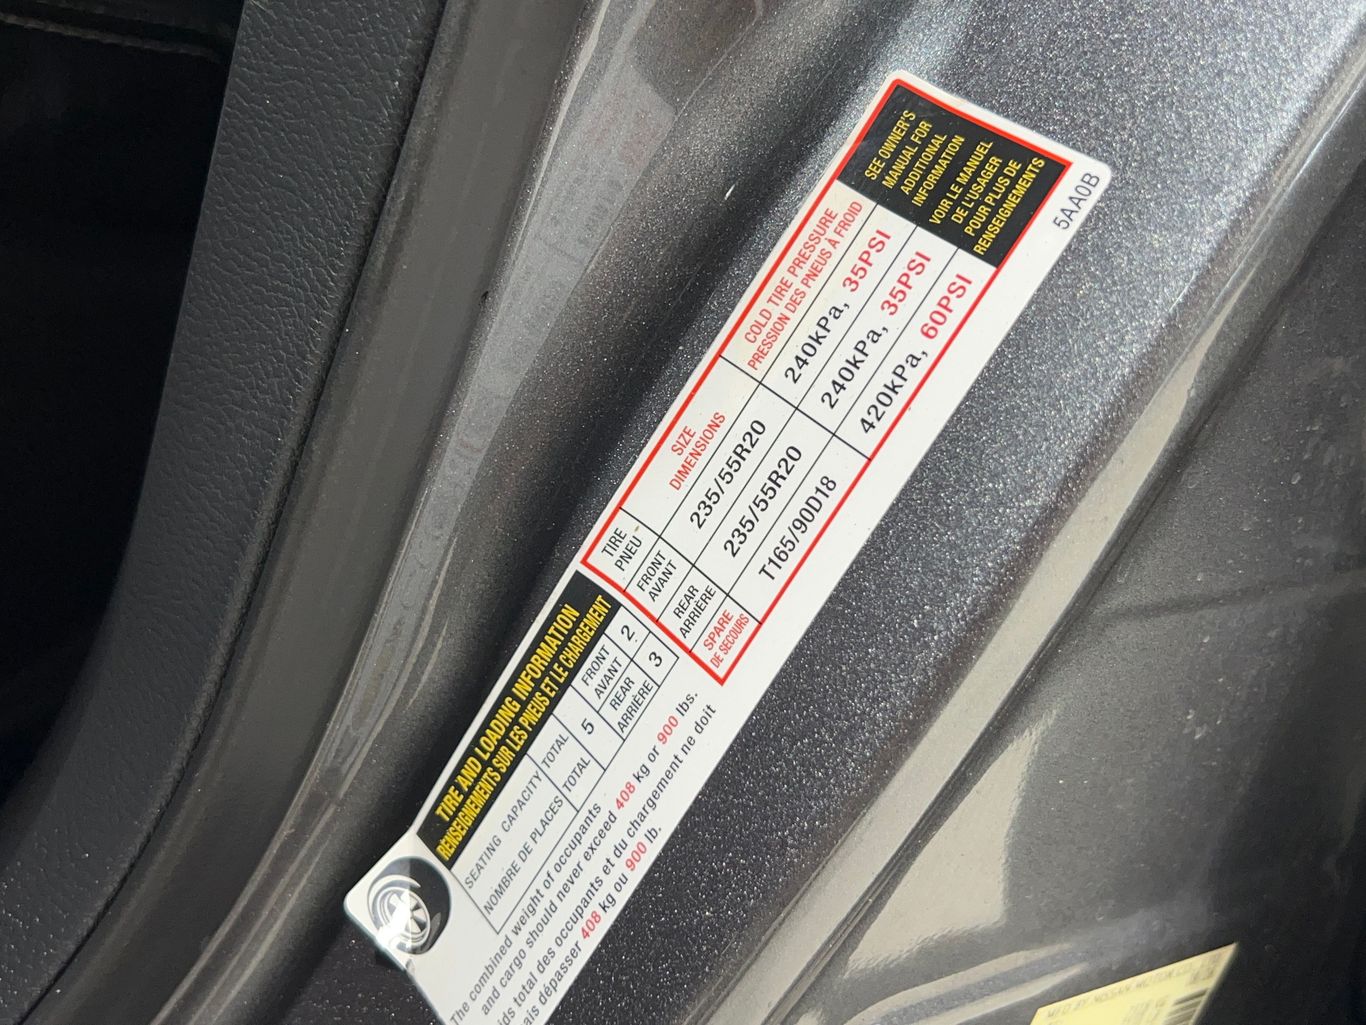 TIRE AND LOADING INFORMATION
RENSEIGNEMENTS SUR LES PNEUS ET LE CHARGEMENT
SEATING CAPACITY
NOMBRE DE PLACES
TOTAL
TOTAL
5
FRONT
AVANT
2
REAR
ARRIÈRE
3
The combined weight of occupants
and cargo should never exceed 408 kg or 900 lbs.
total des occupants et du chargement ne doit
dépasser 408 kg ou 900 lb.
TIRE
PNEU
SIZE
DIMENSIONS
COLD TIRE PRESSURE
PRESSION DES PNEUS À FROID
FRONT
AVANT
235/55R20
240kPa, 35PSI
REAR
ARRIÈRE
235/55R20
240kPa, 35PSI
SPARE
DE SECOURS
T165/90D18
420kPa, 60PSI
SEE OWNER'S
MANUAL FOR
ADDITIONAL
INFORMATION
VOIR LE MANUEL
DE L'USAGER
POUR PLUS DE
RENSEIGNEMENTS
5AA0B
MFD BY NISSAN MOTOR CO